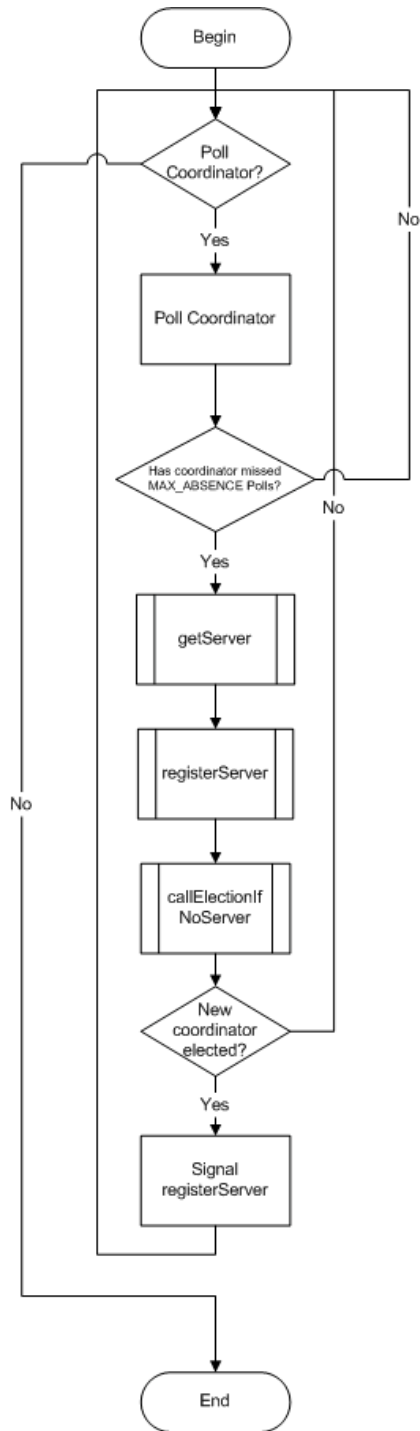 Begin
Poll
Coordinator?
No
Yes
Poll Coordinator
Has coordinator missed
MAX_ABSENCE Polls?
No
Yes
getServer
registerServer
No
callElectionIf
NoServer
New
coordinator
elected?
Yes
Signal
registerServer
End